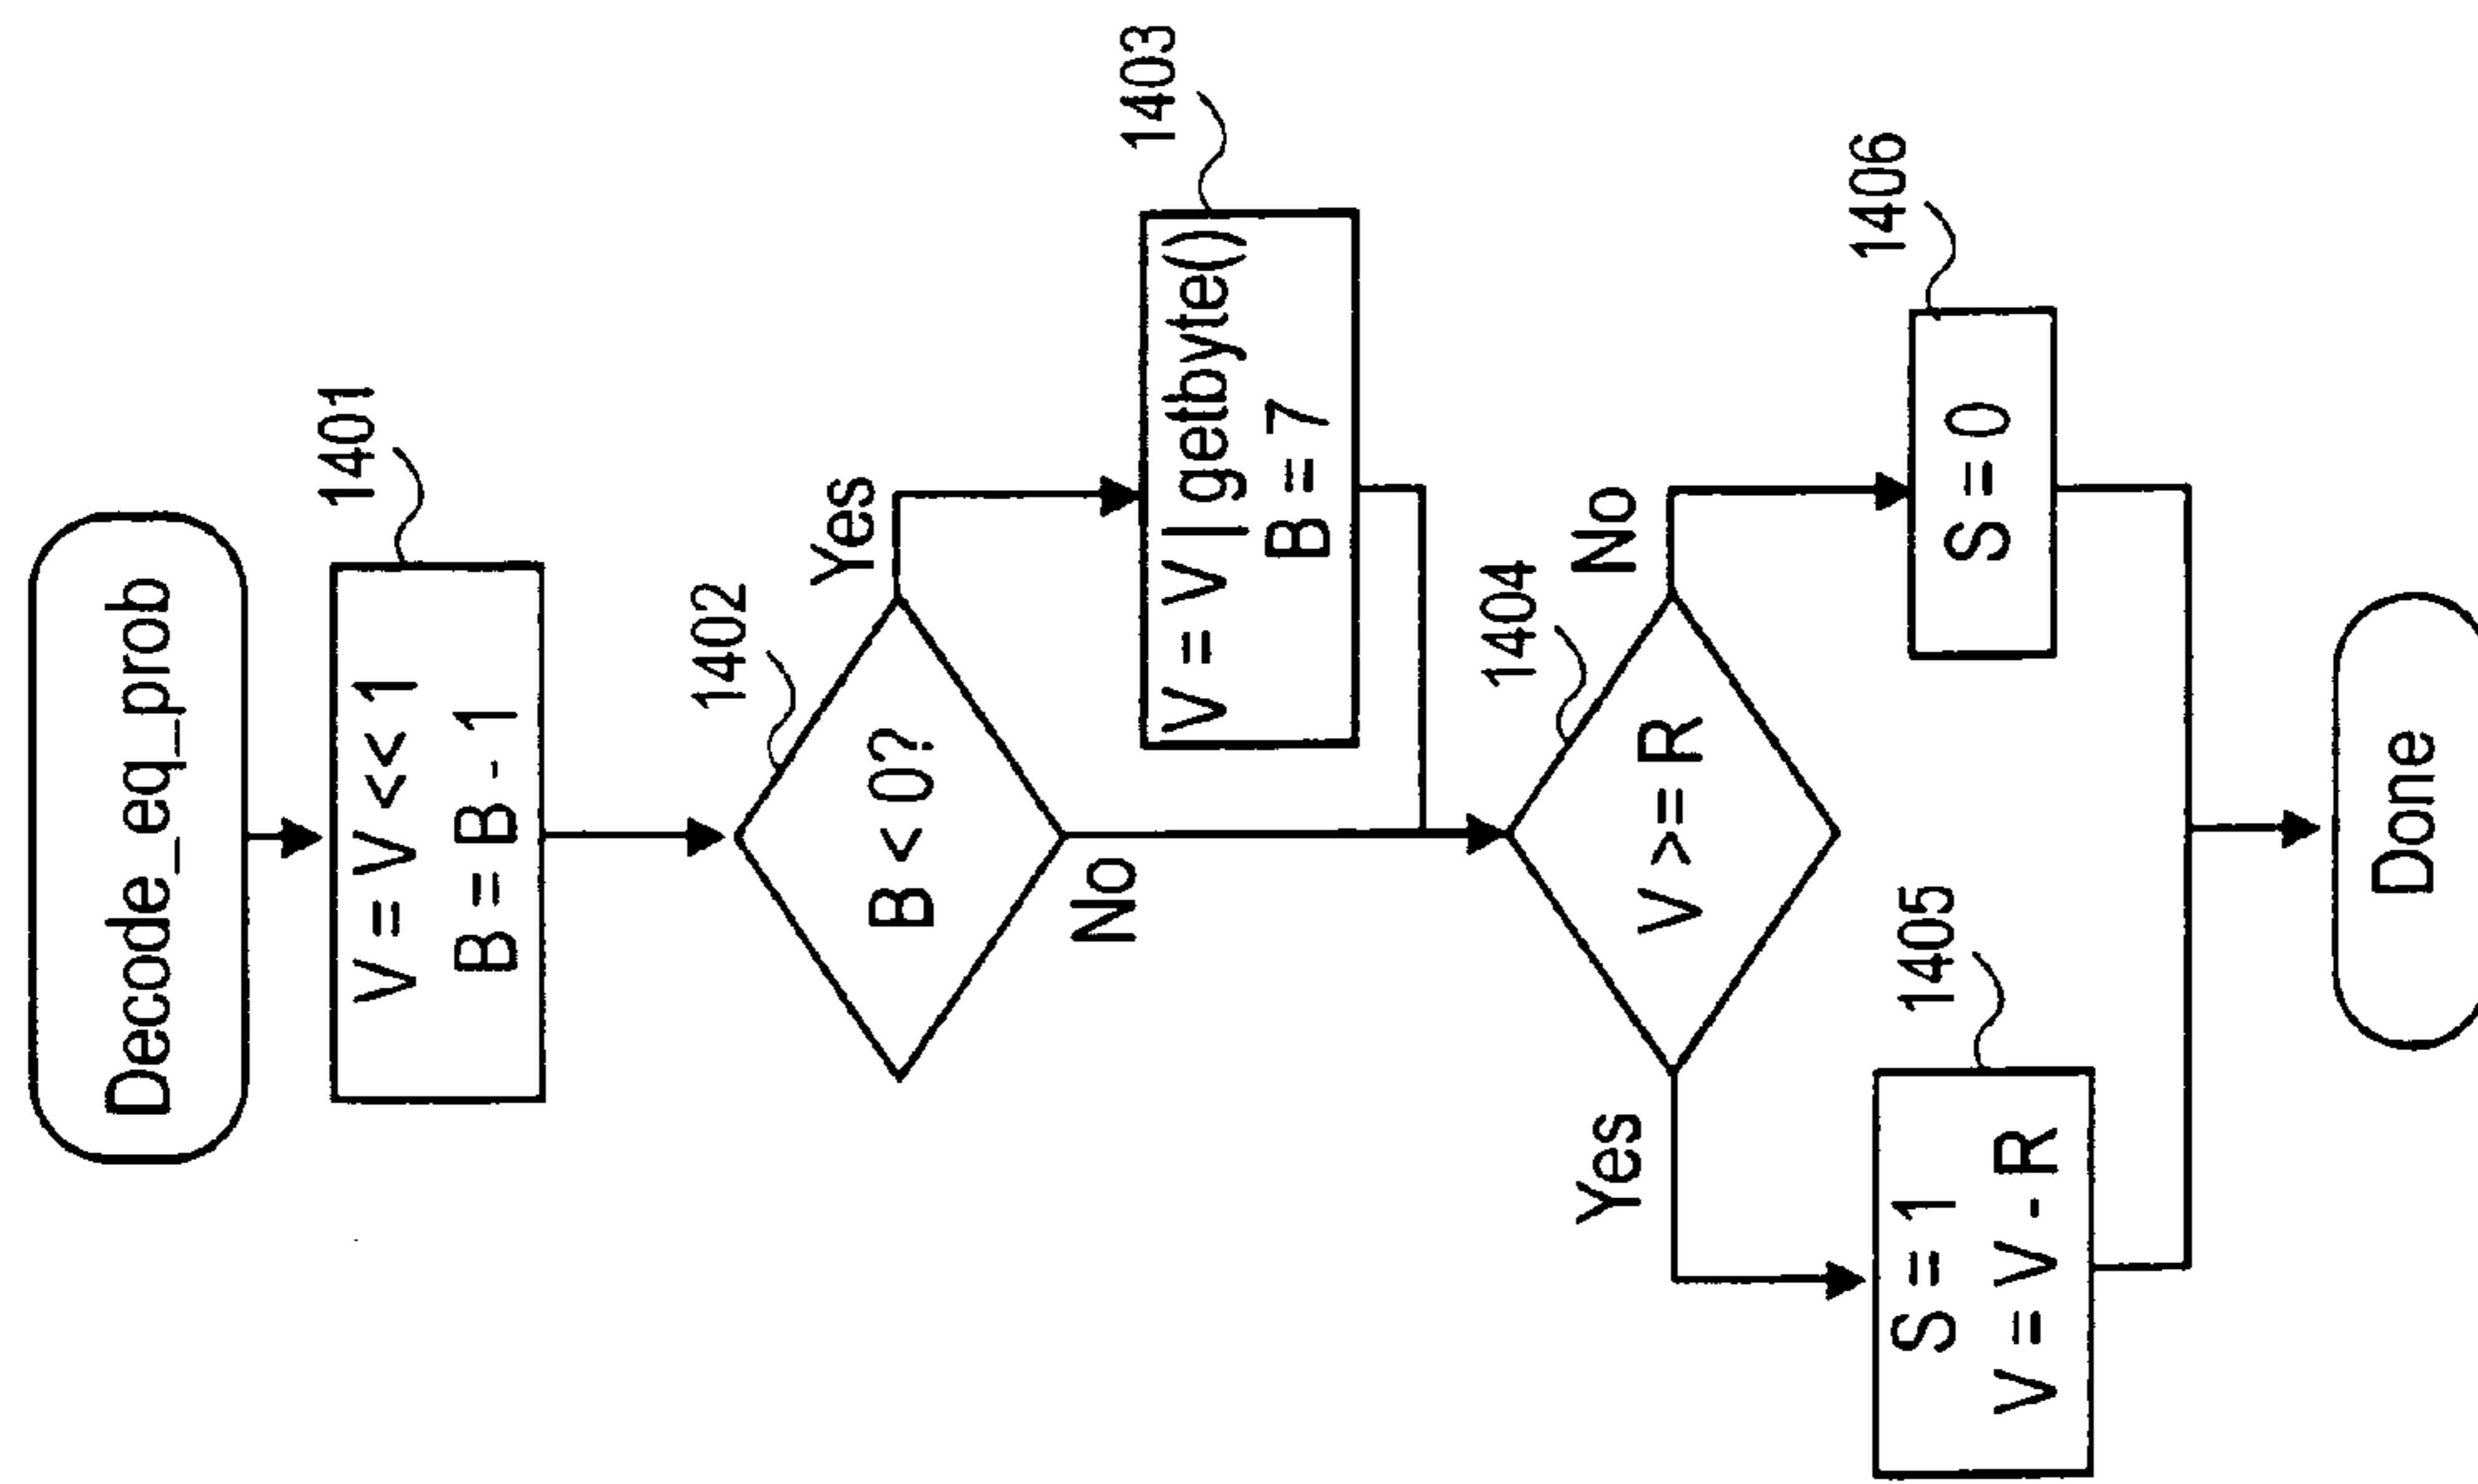 Decode_eq_prob
1401
V = V << 1
B = B - 1
1402
B < 0?
Yes
No
1403
V = V | getbyte()
B = 7
1404
V >= R
Yes
No
1405
S = 1
V = V - R
1406
S = 0
Done